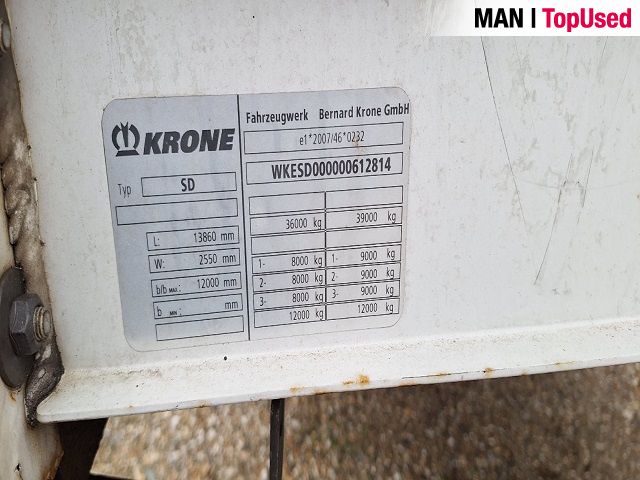 MAN | TopUsed
KRONE
Fahrzeugwerk Bernard Krone GmbH
e1*2007/46*0232
WKESD000000612814
Typ SD
36000 kg 39000 kg
L: 13860 mm
W: 2550 mm
b/b MAX: 12000 mm
b MIN: mm
1- 8000 kg 1- 9000 kg
2- 8000 kg 2- 9000 kg
3- 8000 kg 3- 9000 kg
12000 kg 12000 kg